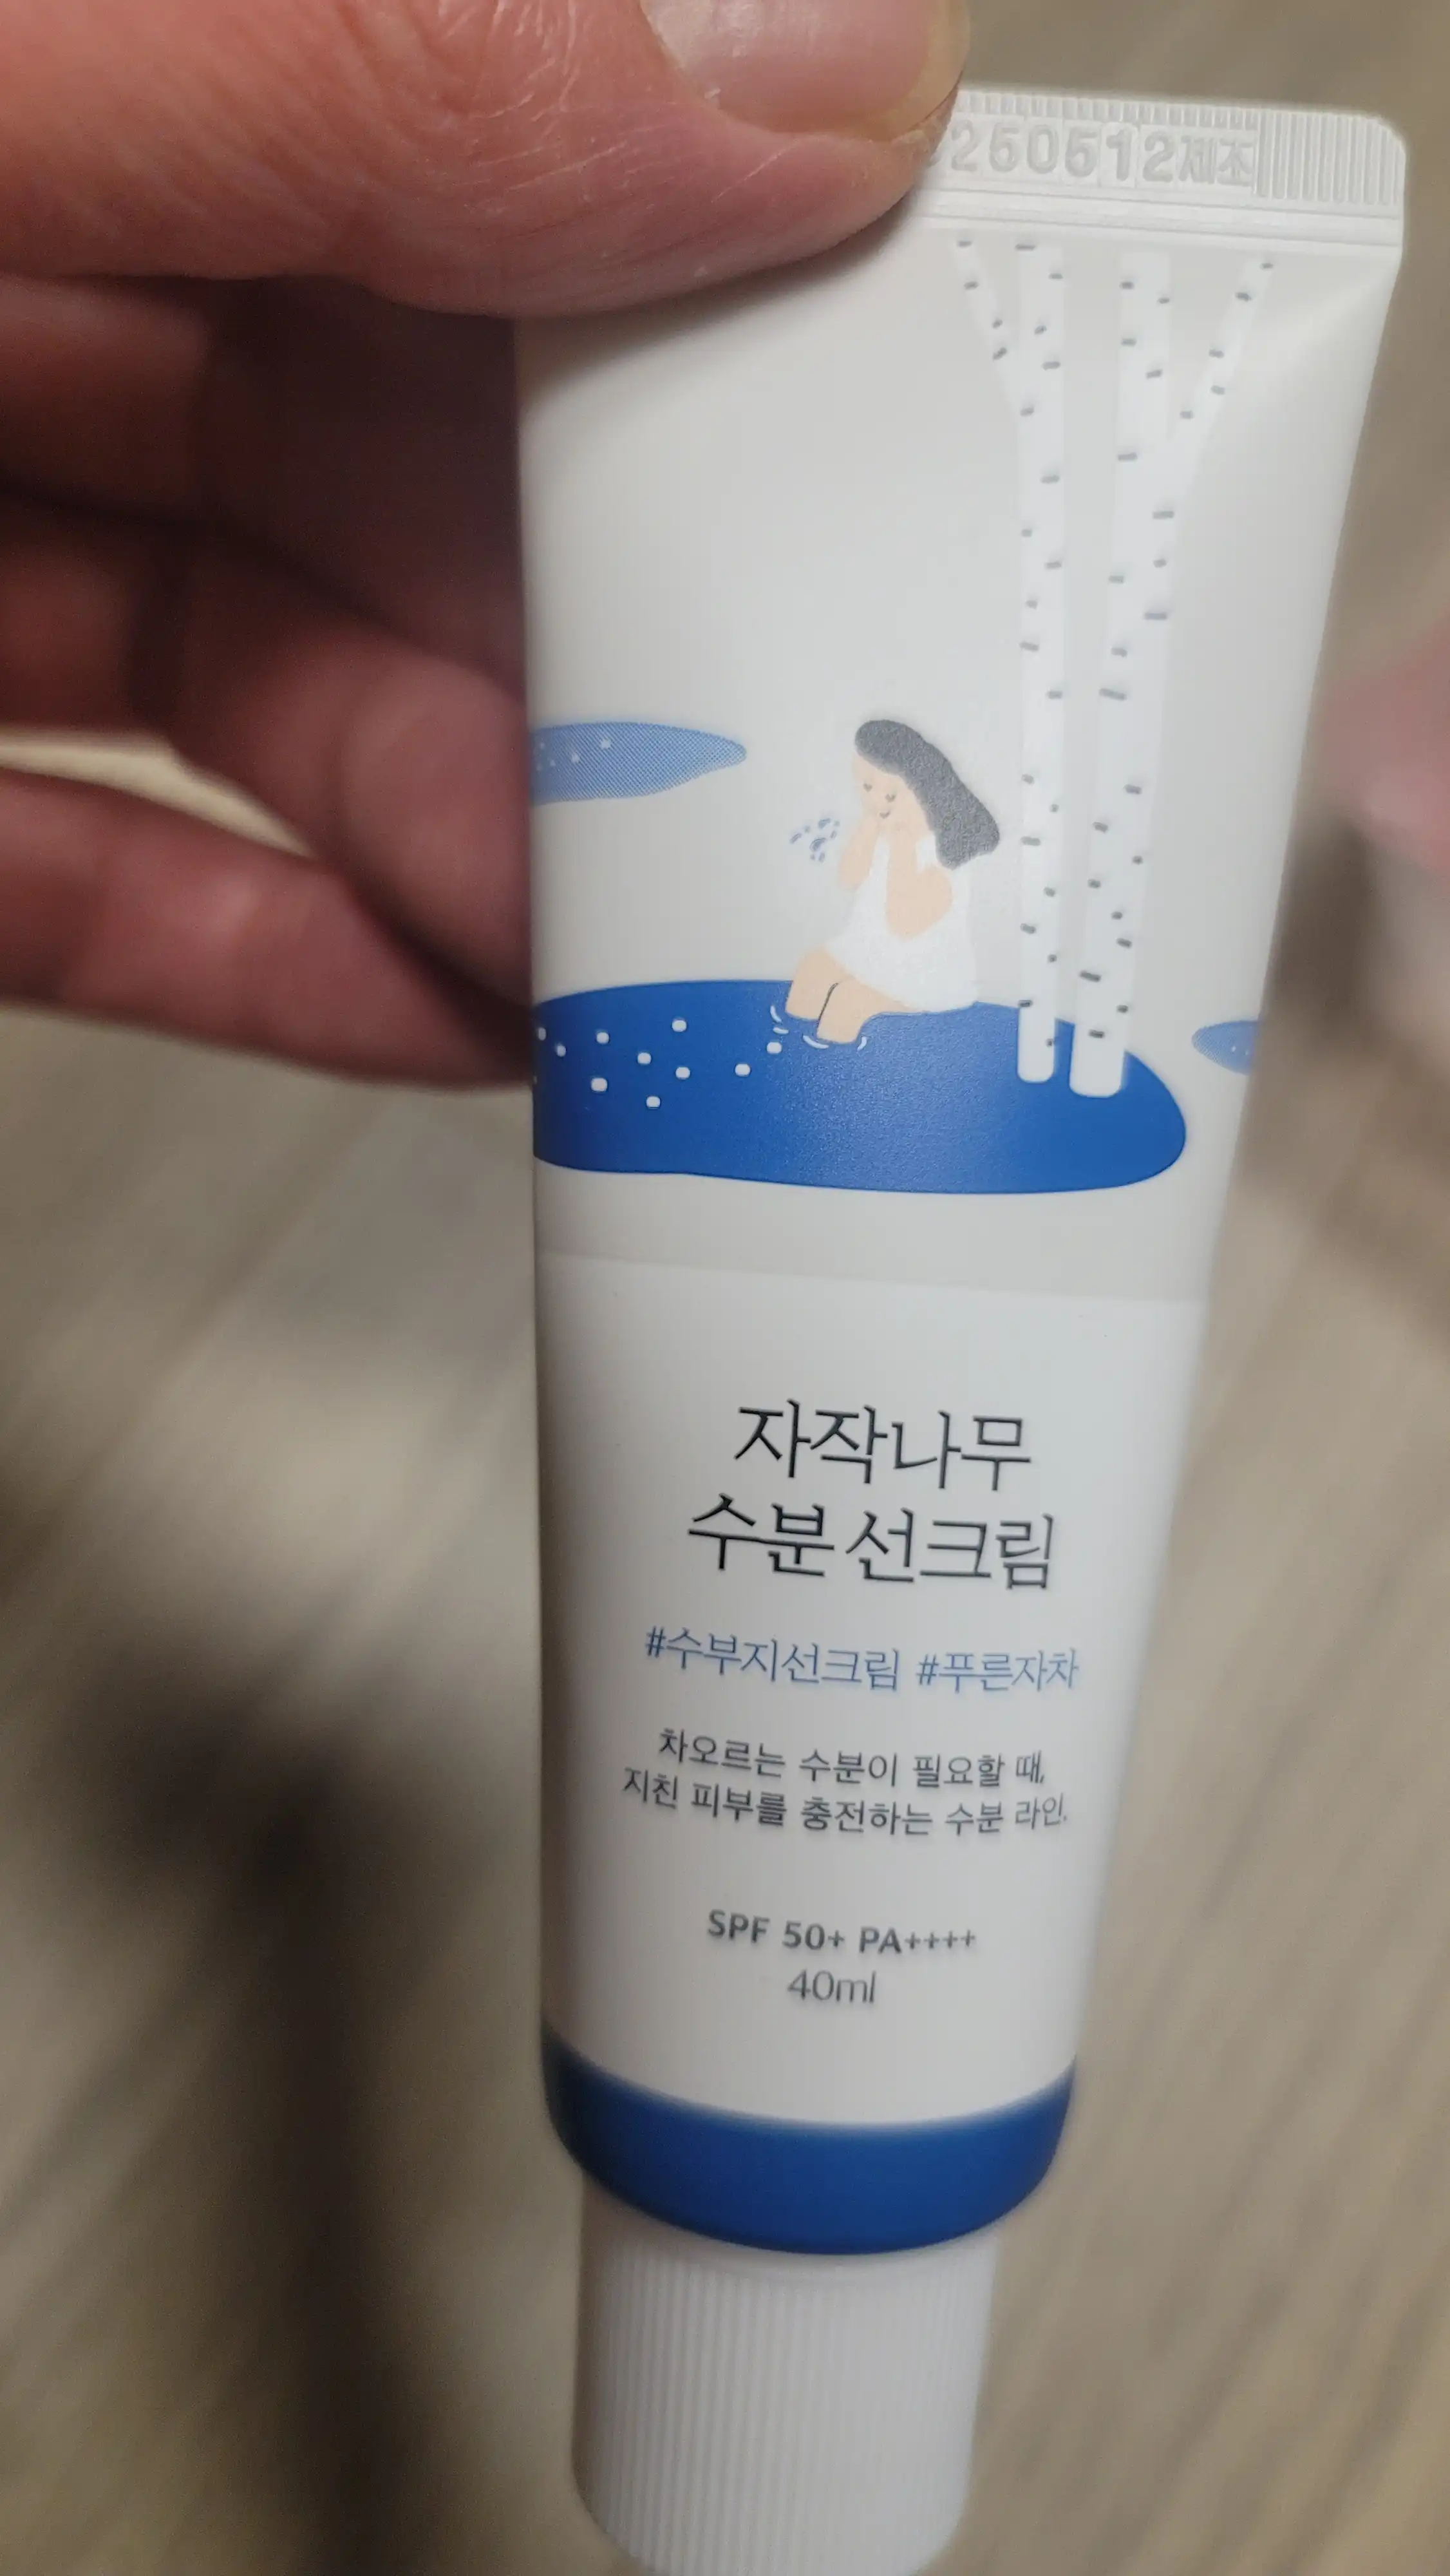 250512제조
자작나무
수분 선크림
#수부지선크림 #푸른자차
차오르는 수분이 필요할 때,
지친 피부를 충전하는 수분 라인.
SPF 50+ PA++++
40ml